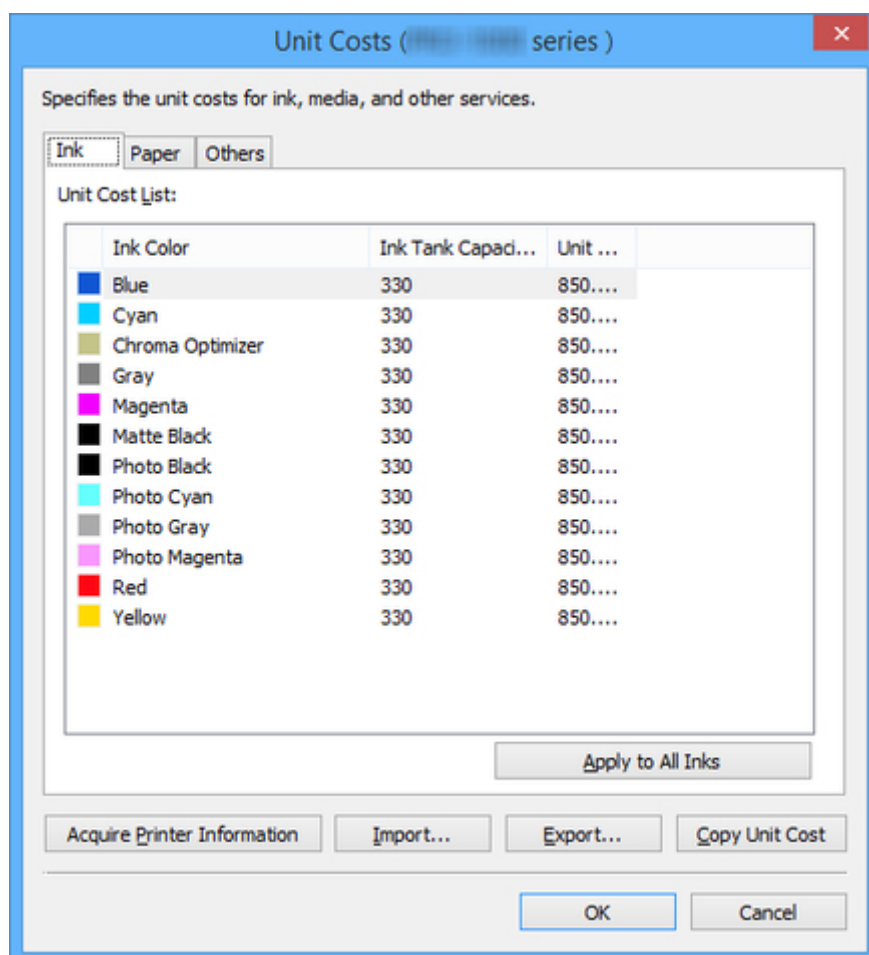 Unit Costs ( series )
Specifies the unit costs for ink, media, and other services.
Ink Paper Others
Unit Cost List:
Ink Color Ink Tank Capaci... Unit ...
Blue 330 850....
Cyan 330 850....
Chroma Optimizer 330 850....
Gray 330 850....
Magenta 330 850....
Matte Black 330 850....
Photo Black 330 850....
Photo Cyan 330 850....
Photo Gray 330 850....
Photo Magenta 330 850....
Red 330 850....
Yellow 330 850....
Apply to All Inks
Acquire Printer Information Import... Export... Copy Unit Cost
OK Cancel